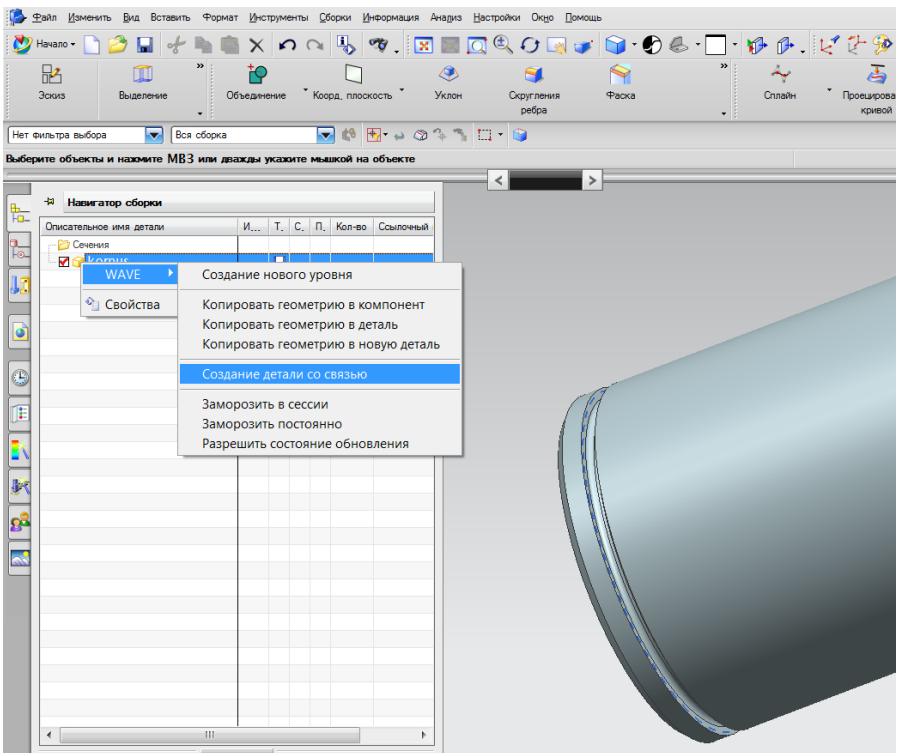 Файл Изменить Вид Вставить Формат Инструменты Сборки Информация Анализ Настройки Окно Помощь
Начало
Эскиз Выделение Объединение Коорд. плоскость Уклон Скругления ребра Фаска Сплайн Проецирова кривой
Нет фильтра выбора Вся сборка
Выберите объекты и нажмите МВ3 или дважды укажите мышкой на объекте
Навигатор сборки
Описательное имя детали И... Т. С. П. Кол-во Ссылочный
Сечения
korpus
WAVE
Свойства
Создание нового уровня
Копировать геометрию в компонент
Копировать геометрию в деталь
Копировать геометрию в новую деталь
Создание детали со связью
Заморозить в сессии
Заморозить постоянно
Разрешить состояние обновления